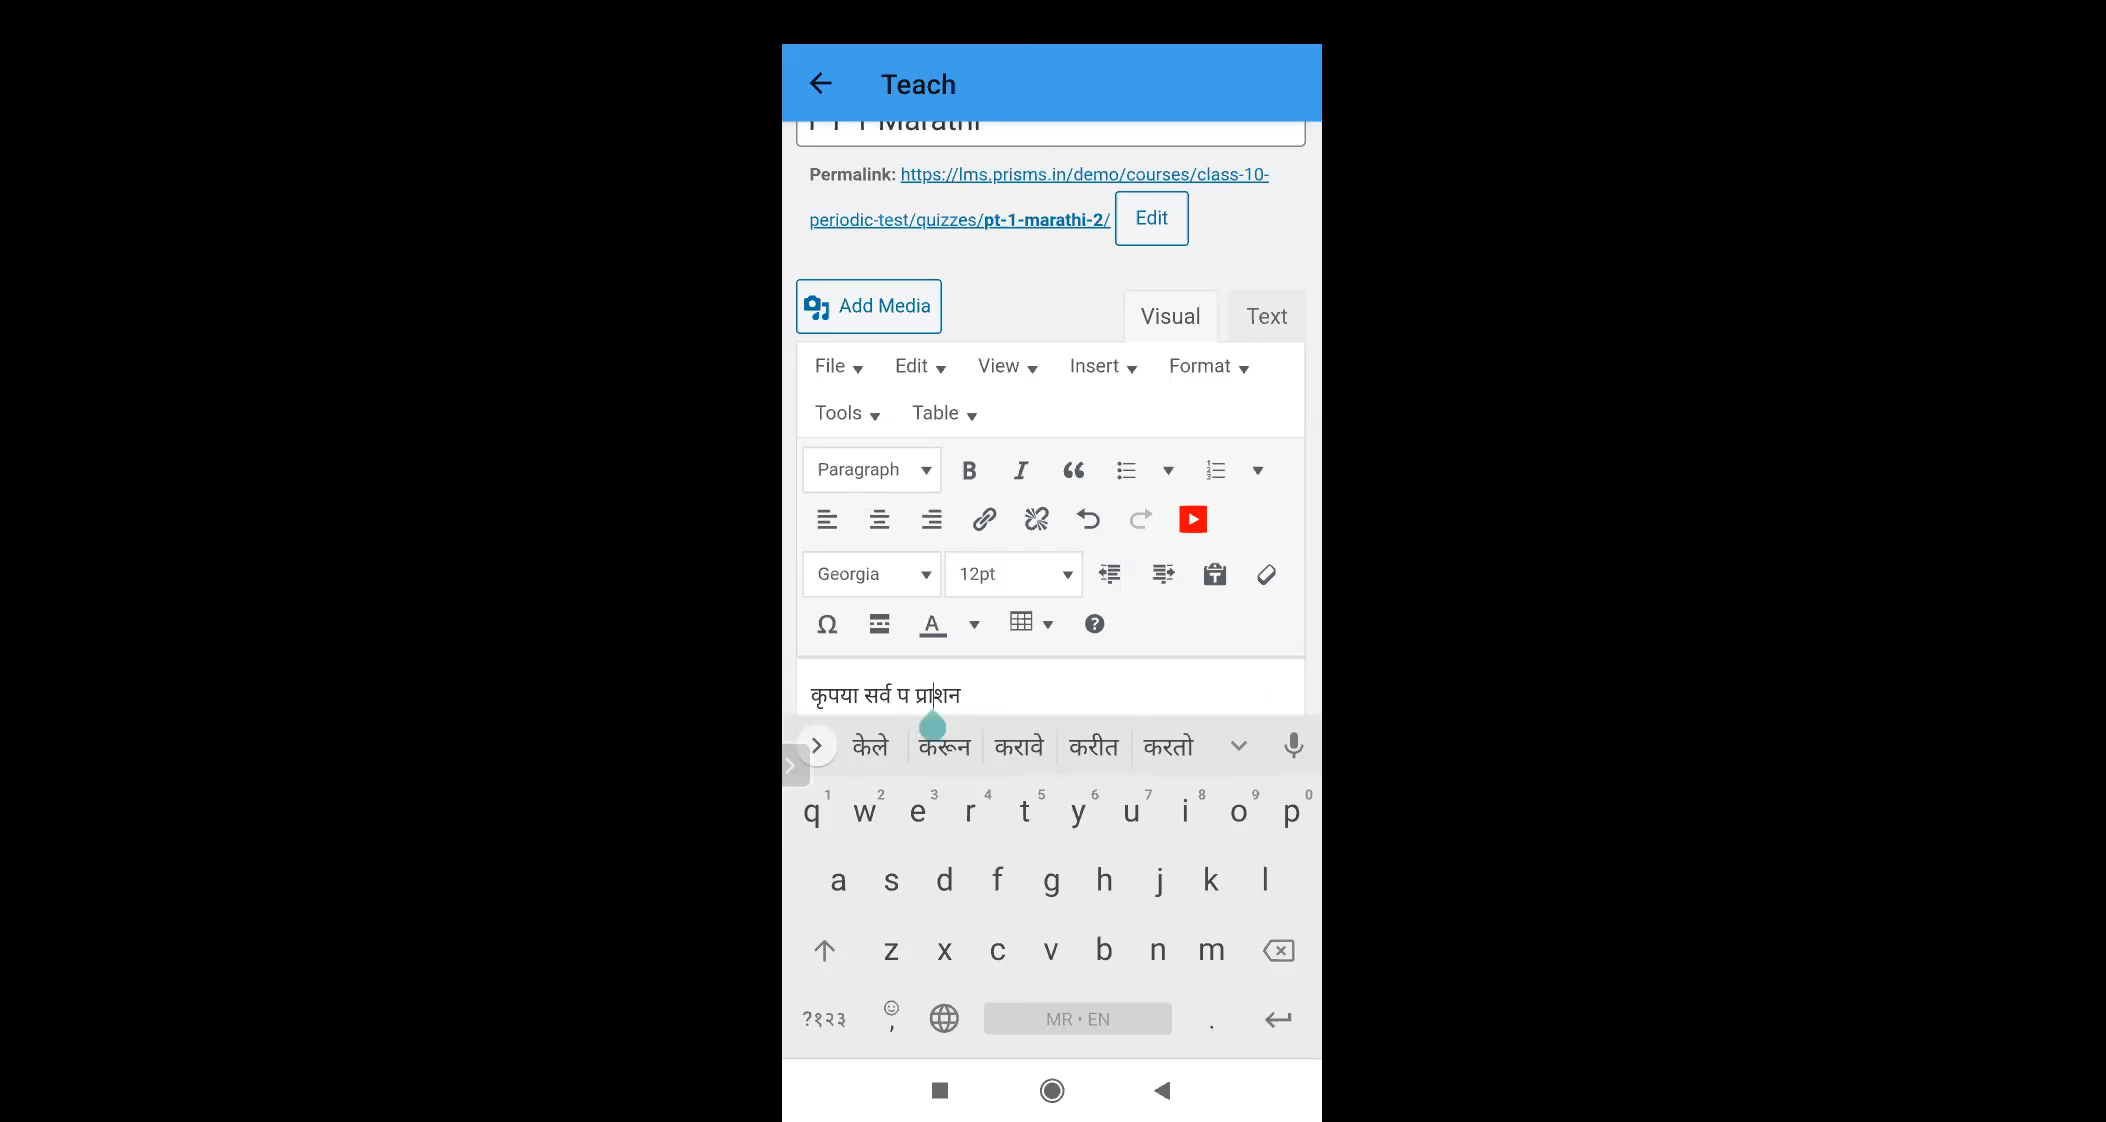 Teach
PT 1 Marathi
Permalink: https://lms.prisms.in/demo/courses/class-10-
periodic-test/quizzes/pt-1-marathi-2/ Edit
Add Media
Visual Text
File Edit View Insert Format
Tools Table
Paragraph B I
Georgia 12pt
Ω A ?
कृपया सर्व प प्राशन
केले करून करावे करीत करतो
1 2 3 4 5 6 7 8 9 0
q w e r t y u i o p
a s d f g h j k l
z x c v b n m
?१२३ , MR • EN .